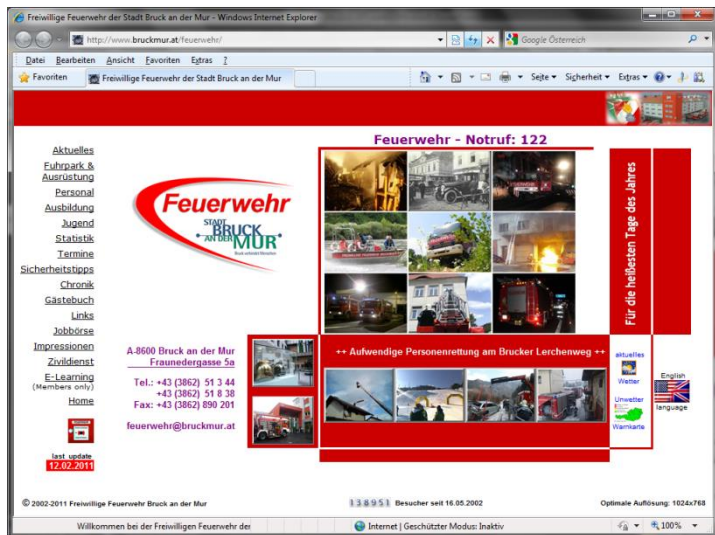 Freiwillige Feuerwehr der Stadt Bruck an der Mur - Windows Internet Explorer
http://www.bruckmur.at/feuerwehr/
Google Österreich
Datei Bearbeiten Ansicht Favoriten Extras ?
Favoriten
Freiwillige Feuerwehr der Stadt Bruck an der Mur
Seite Sicherheit Extras
Feuerwehr - Notruf: 122
Aktuelles
Fuhrpark &
Ausrüstung
Personal
Ausbildung
Jugend
Statistik
Termine
Sicherheitstipps
Chronik
Gästebuch
Links
Jobbörse
Impressionen
Zivildienst
E-Learning
(Members only)
Home
last update
12.02.2011
Feuerwehr
STADT
BRUCK
AN DER
MUR
A-8600 Bruck an der Mur
Fraunedergasse 5a
Tel.: +43 (3862) 51 3 44
+43 (3862) 51 8 38
Fax: +43 (3862) 890 201
feuerwehr@bruckmur.at
Für die heißesten Tage des Jahres
++ Aufwendige Personenrettung am Brucker Lerchenweg ++
aktuelles
Wetter
Unwetter
Warnkarte
English
language
© 2002-2011 Freiwillige Feuerwehr Bruck an der Mur
138951 Besucher seit 16.05.2002
Optimale Auflösung: 1024x768
Willkommen bei der Freiwilligen Feuerwehr der
Internet | Geschützter Modus: Inaktiv
100%